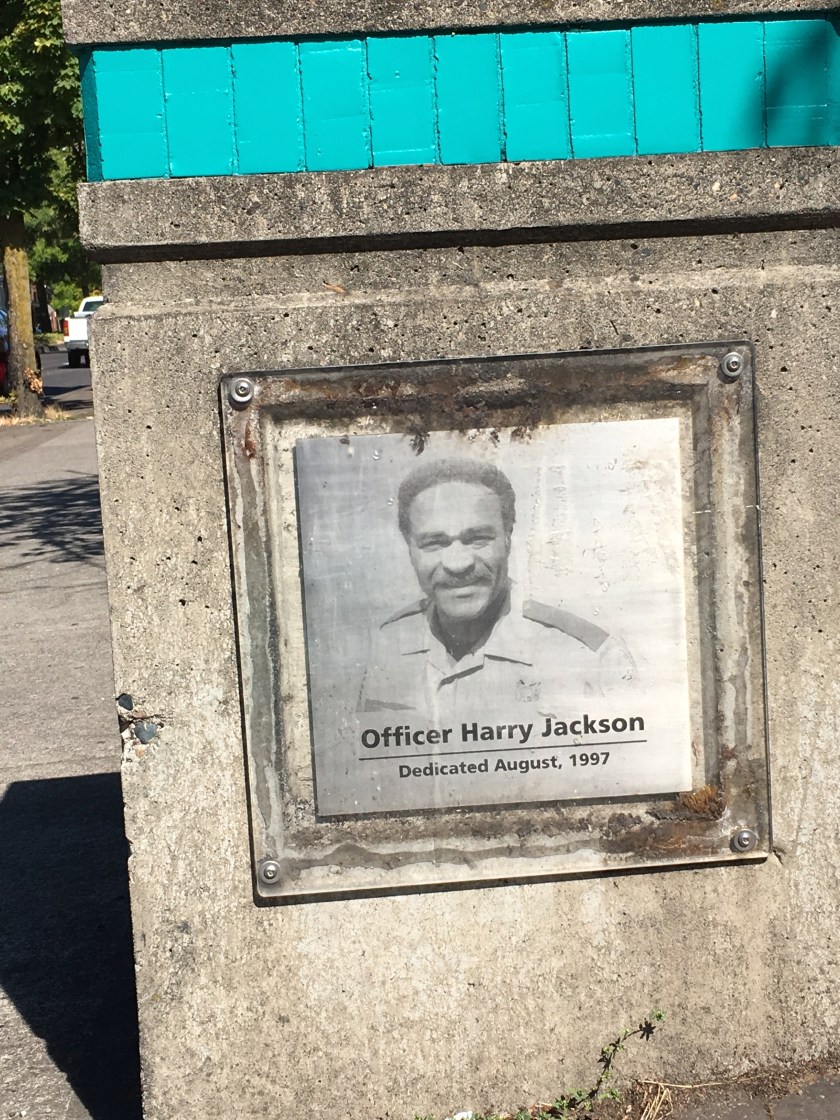 Officer Harry Jackson
Dedicated August, 1997